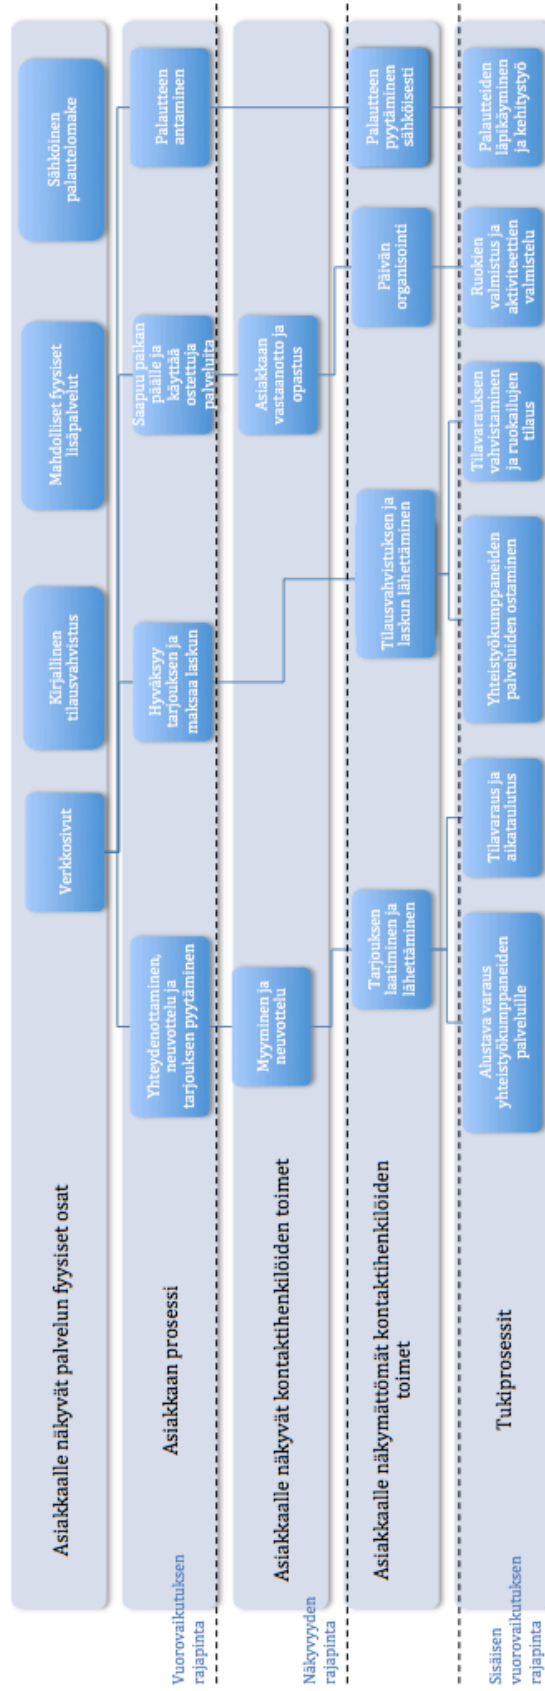 Asiakkaalle näkyvät palvelun fyysiset osat
Verkkosivut
Kirjallinen
tilausvahvistus
Mahdolliset fyysiset
lisäpalvelut
Sähköinen
palautelomake
Asiakkaan prosessi
Yhteydenottaminen,
neuvottelu ja
tarjouksen pyytäminen
Hyväksyy
tarjouksen ja
maksaa laskun
Saapuu paikan
päälle ja
käyttää
ostettuja
palveluita
Palautteen
antaminen
Vuorovaikutuksen
rajapinta
Asiakkaalle näkyvät kontaktihenkilöiden toimet
Myyminen ja
neuvottelu
Asiakkaan
vastaanotto ja
opastus
Näkyvyyden
rajapinta
Asiakkaalle näkymättömät kontaktihenkilöiden
toimet
Tarjouksen
laatiminen ja
lähettäminen
Tilausvahvistuksen ja
laskun lähettäminen
Päivän
organisointi
Palautteen
pyytäminen
sähköisesti
Sisäisen
vuorovaikutuksen
rajapinta
Tukiprosessit
Alustava varaus
yhteistyökumppaneiden
palveluille
Tilavaraus ja
aikataulutus
Yhteistyökumppaneiden
palveluiden ostaminen
Tilavarauksen
vahvistaminen
ja ruokailujen
tilaus
Ruokien
valmistus ja
aktiviteettien
valmistelu
Palautteiden
läpikäyminen
ja kehitystyö